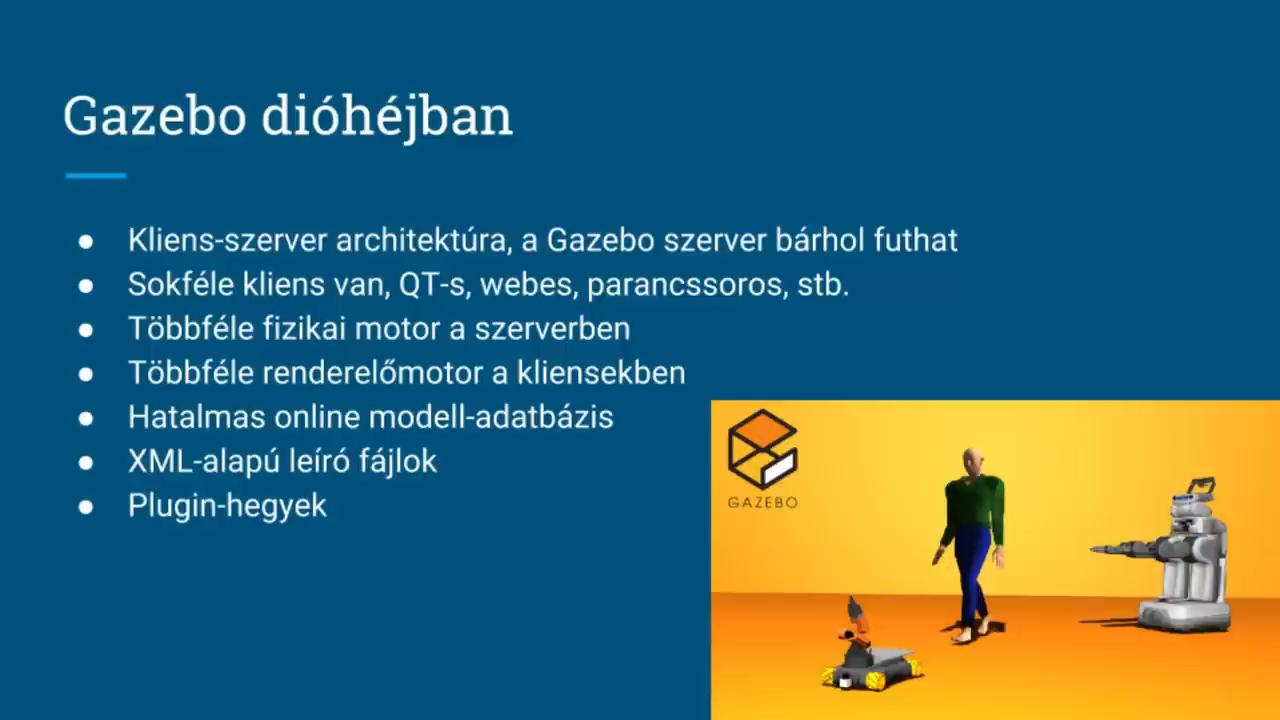 Gazebo dióhéjban
● Kliens-szerver architektúra, a Gazebo szerver bárhol futhat
● Sokféle kliens van, QT-s, webes, parancssoros, stb.
● Többféle fizikai motor a szerverben
● Többféle renderelőmotor a kliensekben
● Hatalmas online modell-adatbázis
● XML-alapú leíró fájlok
● Plugin-hegyek
GAZEBO